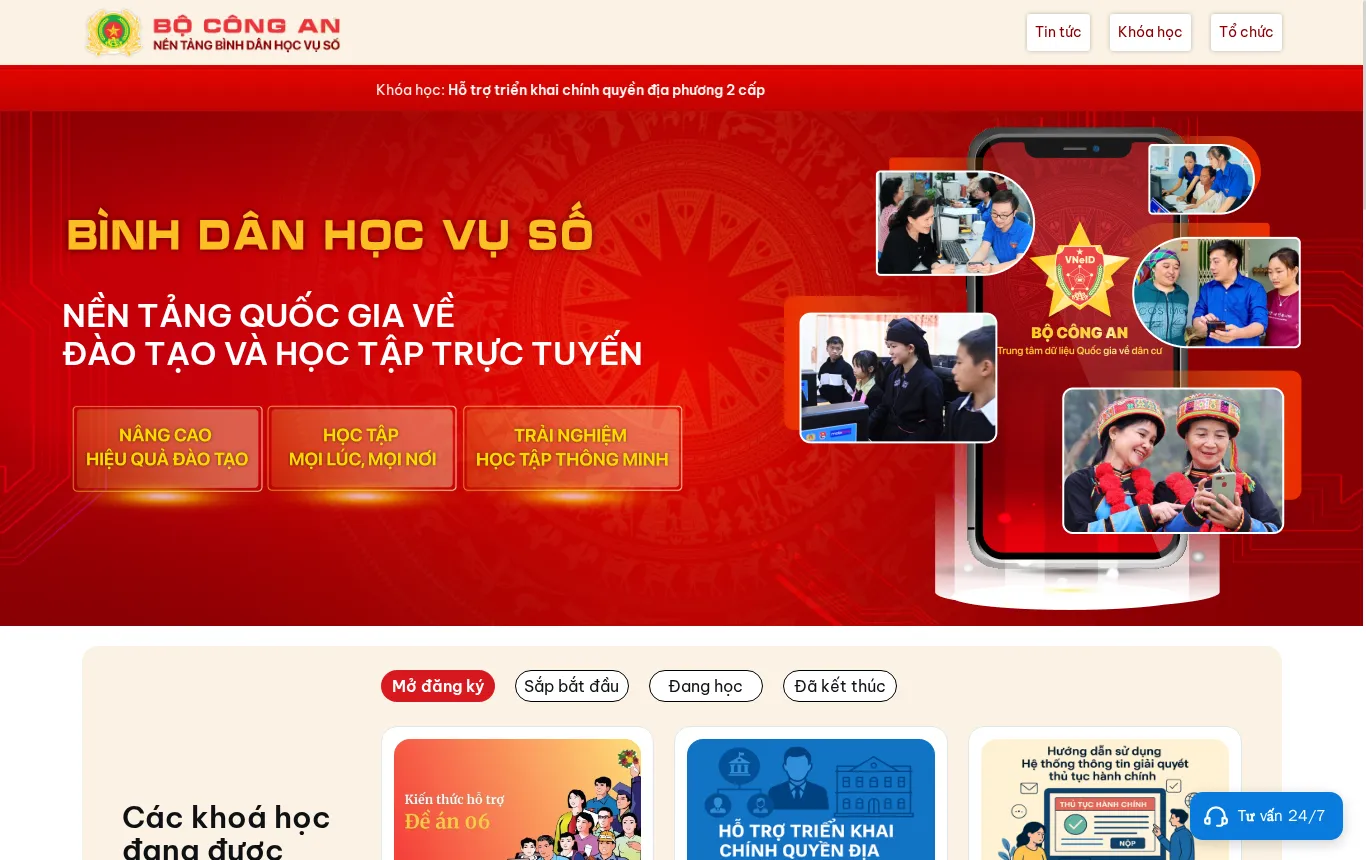 BỘ CÔNG AN
NỀN TẢNG BÌNH DÂN HỌC VỤ SỐ
Tin tức
Khóa học
Tổ chức
Khóa học: Hỗ trợ triển khai chính quyền địa phương 2 cấp
BÌNH DÂN HỌC VỤ SỐ
NỀN TẢNG QUỐC GIA VỀ
ĐÀO TẠO VÀ HỌC TẬP TRỰC TUYẾN
NÂNG CAO
HIỆU QUẢ ĐÀO TẠO
HỌC TẬP
MỌI LÚC, MỌI NƠI
TRẢI NGHIỆM
HỌC TẬP THÔNG MINH
VNeID
BỘ CÔNG AN
Trung tâm dữ liệu Quốc gia về dân cư
Mở đăng ký
Sắp bắt đầu
Đang học
Đã kết thúc
Các khoá học
đang được
Kiến thức hỗ trợ
Đề án 06
HỖ TRỢ TRIỂN KHAI
CHÍNH QUYỀN ĐỊA
Hướng dẫn sử dụng
Hệ thống thông tin giải quyết
thủ tục hành chính
THỦ TỤC HÀNH CHÍNH
NỘP
Tư vấn 24/7